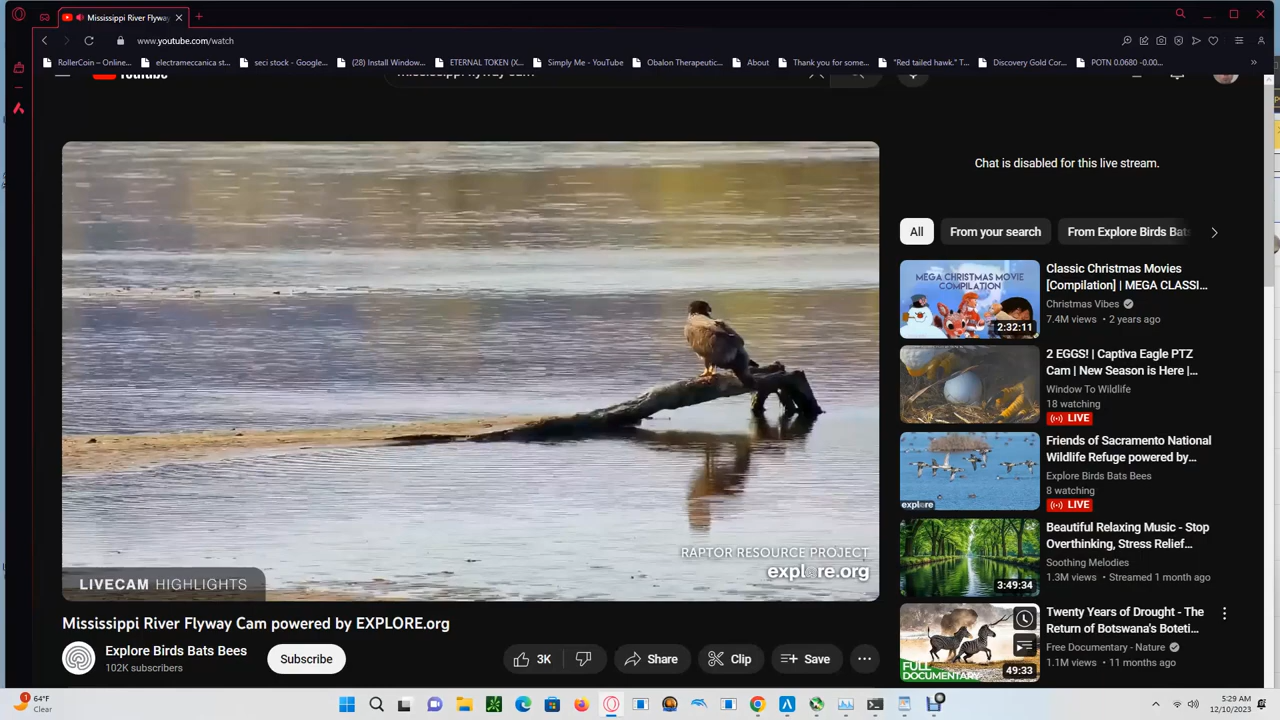 Mississippi River Flyway
www.youtube.com/watch
RollerCoin – Online...
electrameccanica st...
seci stock - Google...
(28) Install Window...
ETERNAL TOKEN (X...
Simply Me - YouTube
Obalon Therapeutic...
About
Thank you for some...
"Red tailed hawk." T...
Discovery Gold Cor...
POTN 0.0680 -0.00...
YouTube
mississippi flyway cam
Chat is disabled for this live stream.
All
From your search
From Explore Birds Bats
MEGA CHRISTMAS MOVIE
COMPILATION
2:32:11
Classic Christmas Movies
[Compilation] | MEGA CLASSI...
Christmas Vibes
7.4M views • 2 years ago
2 EGGS! | Captiva Eagle PTZ
Cam | New Season is Here |...
Window To Wildlife
18 watching
LIVE
explore
Friends of Sacramento National
Wildlife Refuge powered by...
Explore Birds Bats Bees
8 watching
LIVE
3:49:34
Beautiful Relaxing Music - Stop
Overthinking, Stress Relief...
Soothing Melodies
1.3M views • Streamed 1 month ago
FULL
DOCUMENTARY
49:33
Twenty Years of Drought - The
Return of Botswana's Boteti...
Free Documentary - Nature
1.1M views • 11 months ago
RAPTOR RESOURCE PROJECT
explore.org
LIVECAM HIGHLIGHTS
Mississippi River Flyway Cam powered by EXPLORE.org
Explore Birds Bats Bees
102K subscribers
Subscribe
3K
Share
Clip
Save
64°F
Clear
5:29 AM
12/10/2023